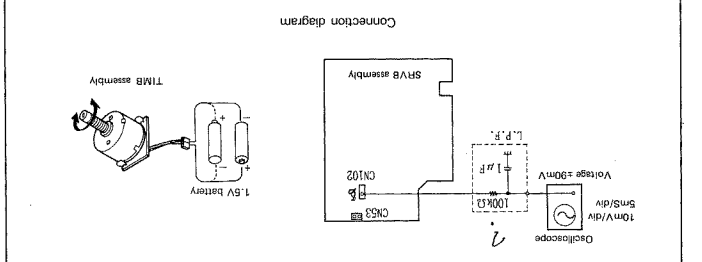 Oscilloscope
10mV/div
5mS/div
Voltage ±90mV
100kΩ
1μF
L.P.F.
CN53
CN102
SRVB assembly
1.5V battery
+
−
−
+
TIMB assembly
Connection diagram